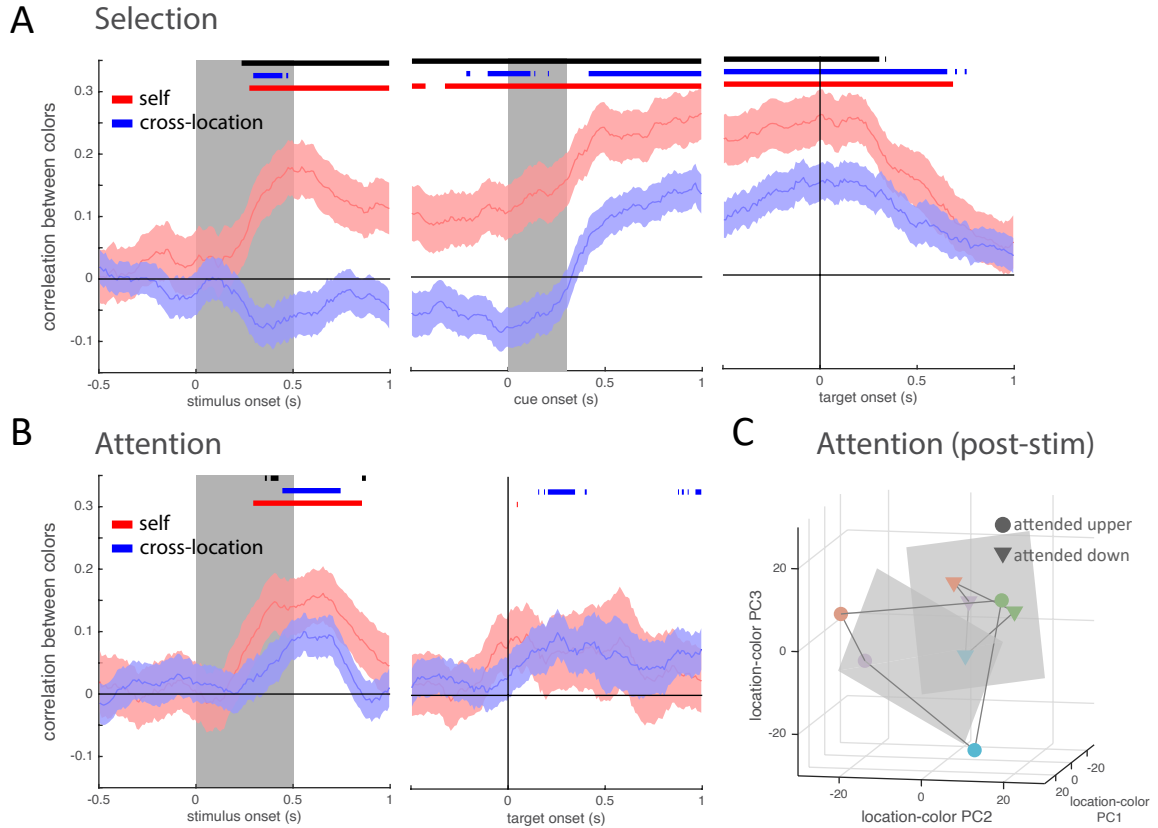 A
Selection
correleation between colors
0.3
0.2
0.1
0
-0.1
self
cross-location
-0.5
0
0.5
1
stimulus onset (s)
0
0.5
1
cue onset (s)
0
0.5
1
target onset (s)
B
Attention
correlation between colors
0.3
0.2
0.1
0
-0.1
self
cross-location
-0.5
0
0.5
1
stimulus onset (s)
0
0.5
1
target onset (s)
C
Attention (post-stim)
attended upper
attended down
location-color PC3
20
0
-20
-20
0
20
location-color PC2
-20
0
20
location-color
PC1